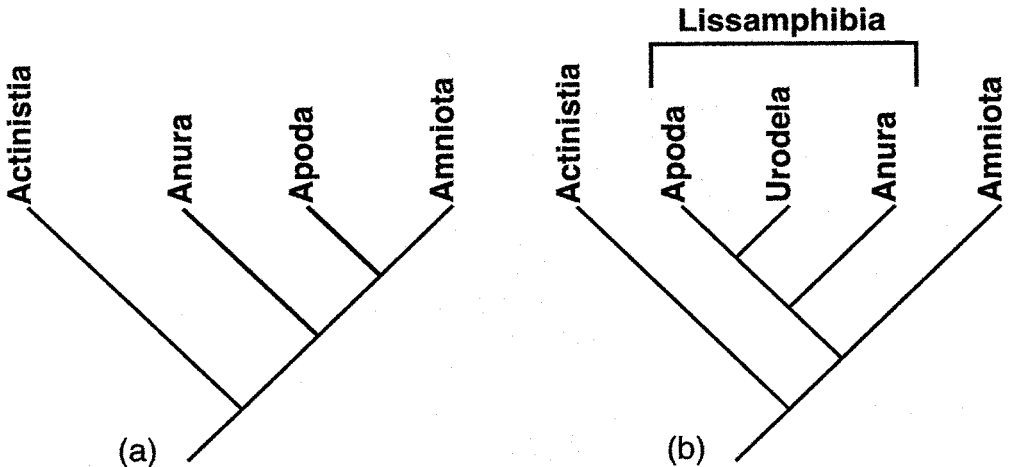 Actinistia
Anura
Apoda
Amniota
(a)
Lissamphibia
Actinistia
Apoda
Urodela
Anura
Amniota
(b)